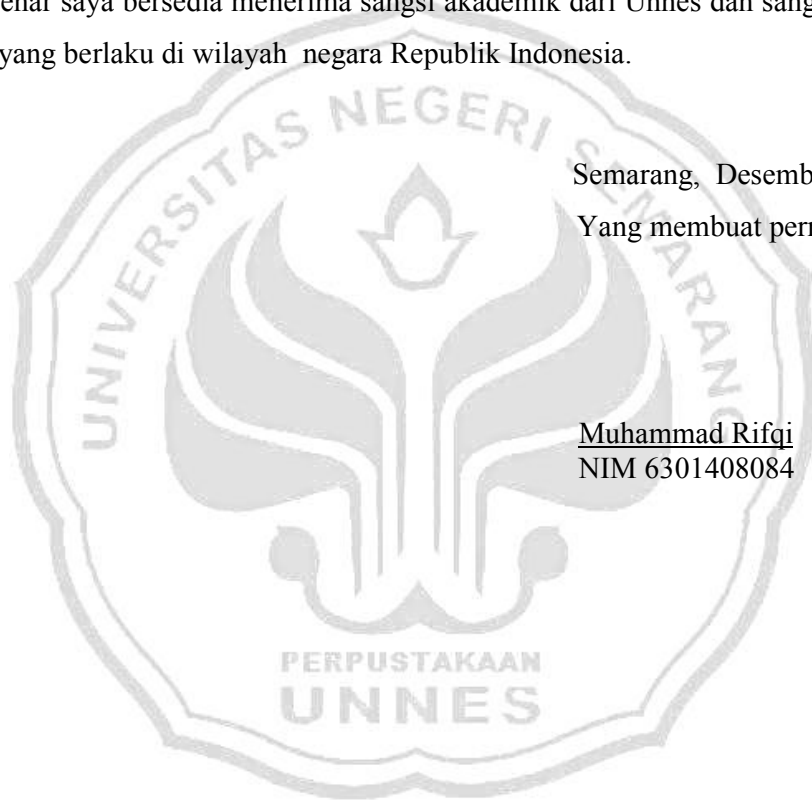 enar saya bersedia menerima sangsi akademik dari Unnes dan sang
yang berlaku di wilayah negara Republik Indonesia.
UNIVERSITAS NEGERI SEMARANG
Semarang, Desemb
Yang membuat per
Muhammad Rifqi
NIM 6301408084
PERPUSTAKAAN
UNNES